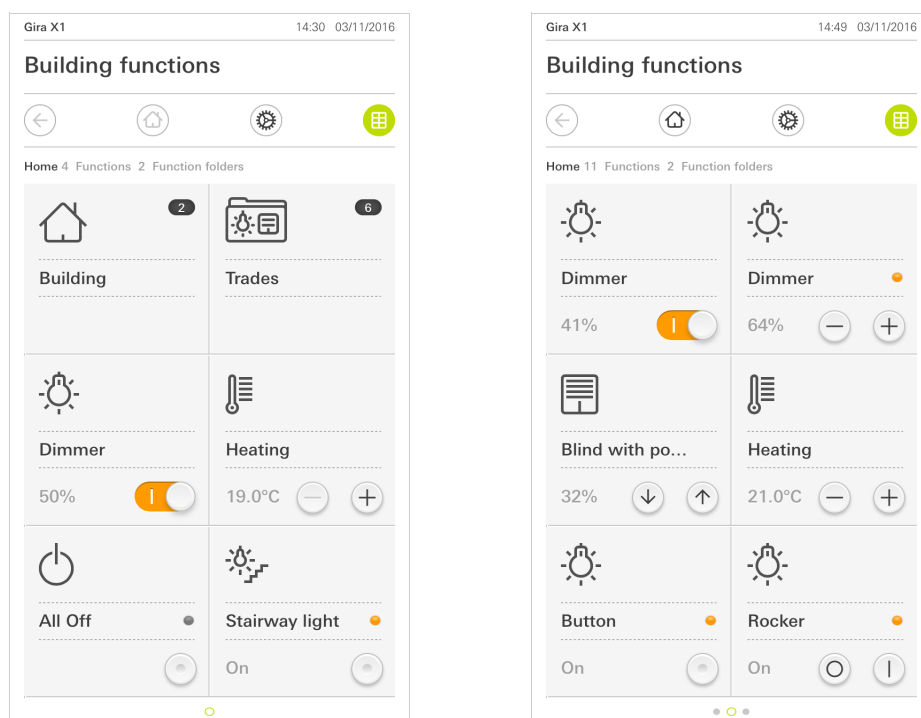 Gira X1 14:30 03/11/2016
Building functions
Home 4 Functions 2 Function folders
2 6
Building Trades
Dimmer Heating
50% 19.0°C
All Off Stairway light
On
Gira X1 14:49 03/11/2016
Building functions
Home 11 Functions 2 Function folders
Dimmer Dimmer
41% 64%
Blind with po... Heating
32% 21.0°C
Button Rocker
On On